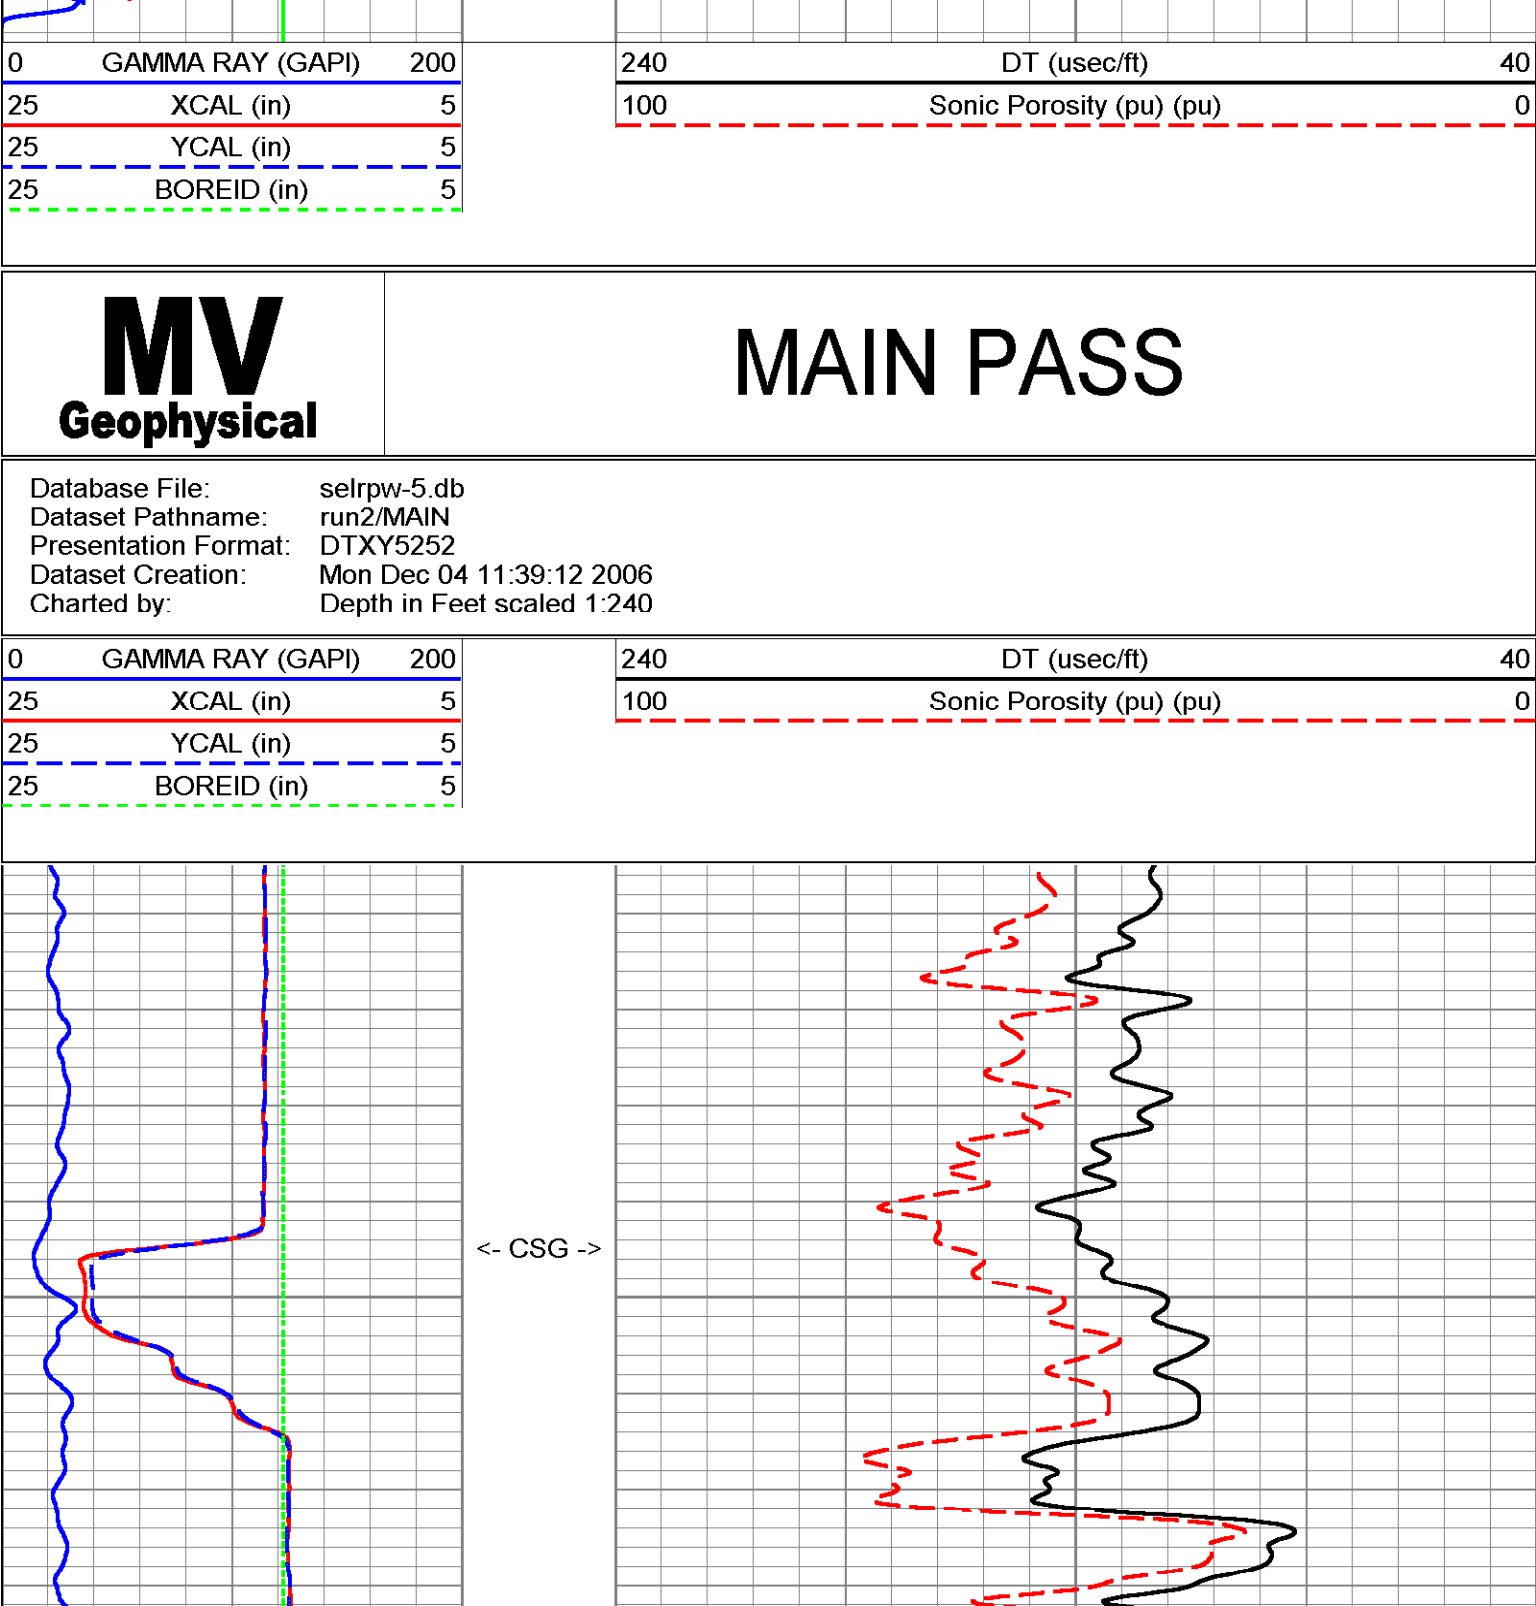 0 GAMMA RAY (GAPI) 200
25 XCAL (in) 5
25 YCAL (in) 5
25 BOREID (in) 5
240 DT (usec/ft) 40
100 Sonic Porosity (pu) (pu) 0
MV
Geophysical
MAIN PASS
Database File: selrpw-5.db
Dataset Pathname: run2/MAIN
Presentation Format: DTXY5252
Dataset Creation: Mon Dec 04 11:39:12 2006
Charted by: Depth in Feet scaled 1:240
0 GAMMA RAY (GAPI) 200
25 XCAL (in) 5
25 YCAL (in) 5
25 BOREID (in) 5
240 DT (usec/ft) 40
100 Sonic Porosity (pu) (pu) 0
<- CSG ->